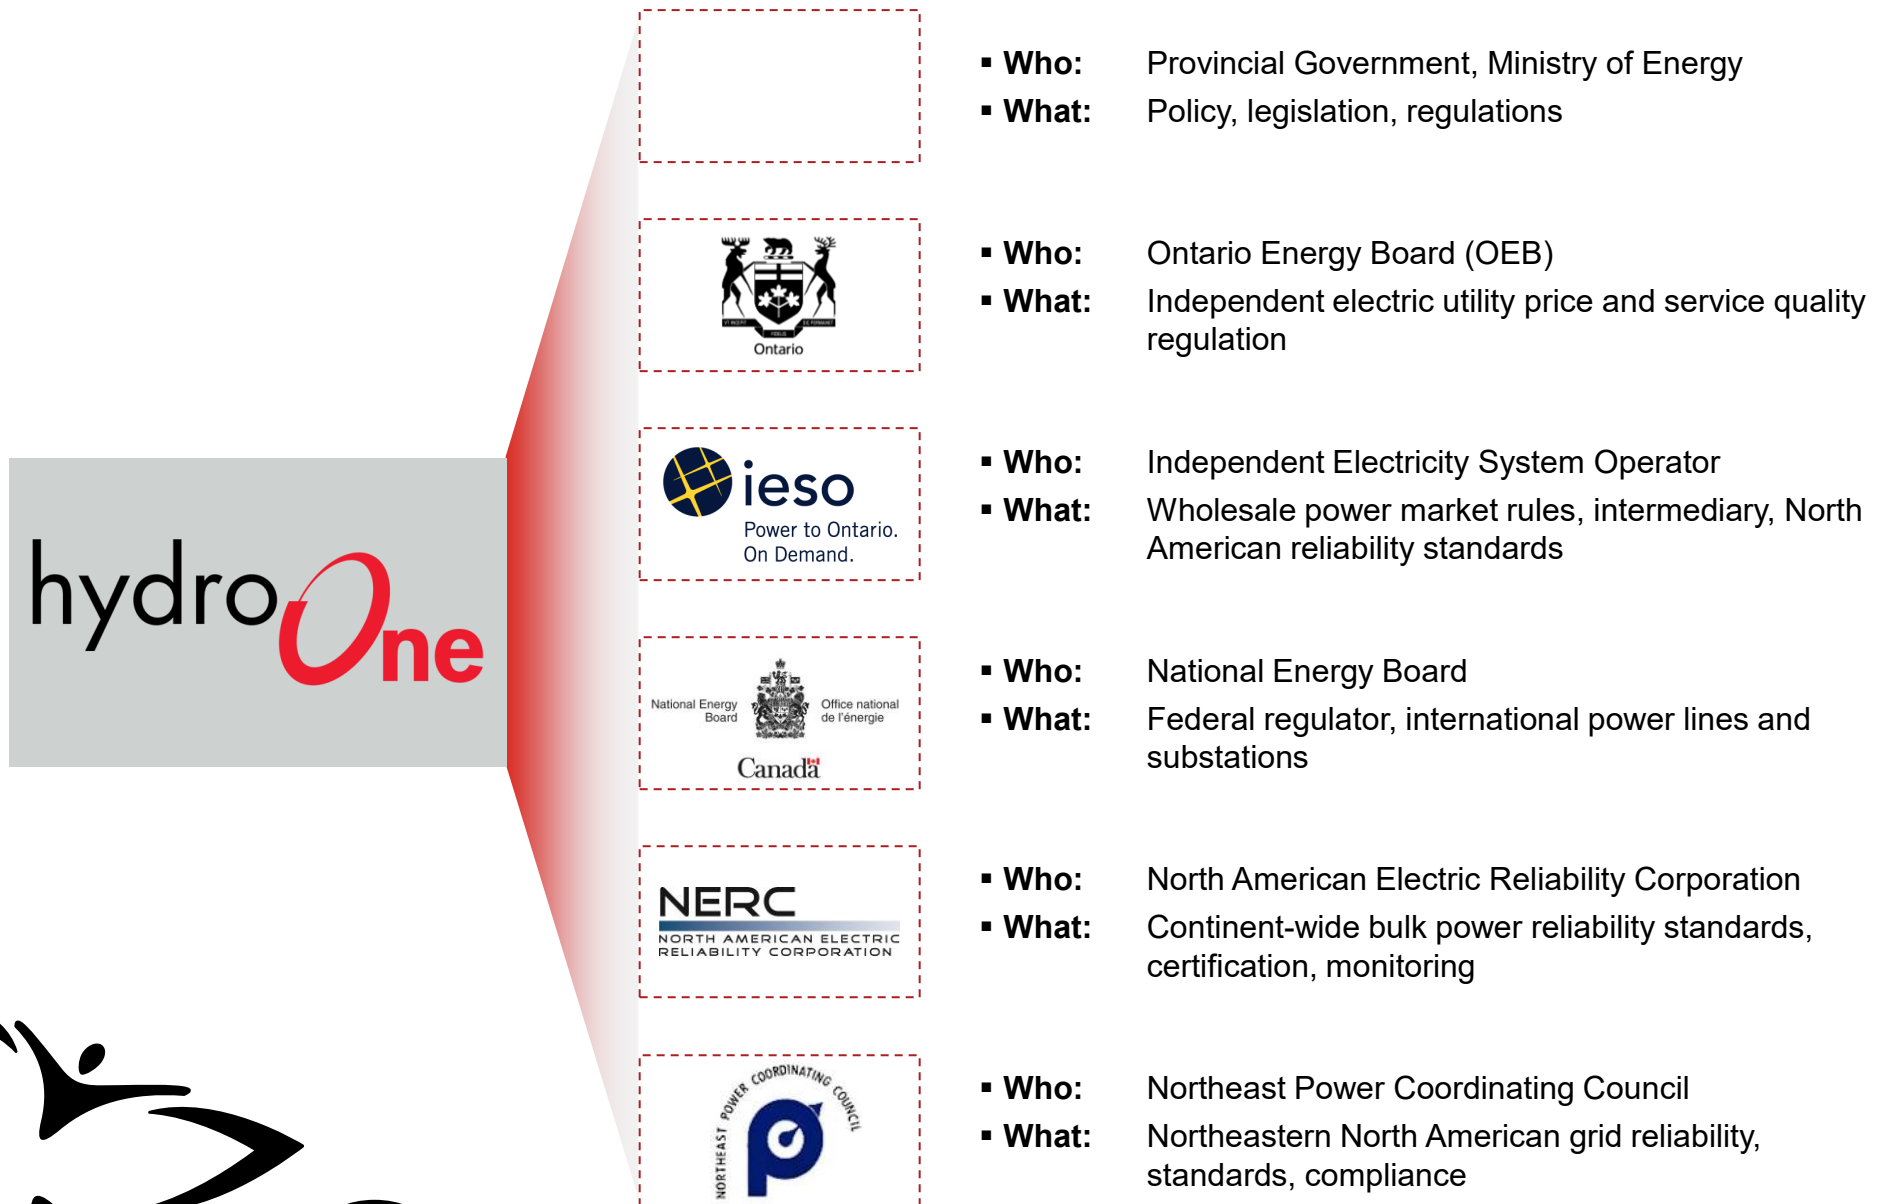 ▪ Who: Provincial Government, Ministry of Energy
▪ What: Policy, legislation, regulations
Ontario
▪ Who: Ontario Energy Board (OEB)
▪ What: Independent electric utility price and service quality
regulation
ieso
Power to Ontario.
On Demand.
▪ Who: Independent Electricity System Operator
▪ What: Wholesale power market rules, intermediary, North
American reliability standards
hydroOne
National Energy
Board
Office national
de l'énergie
Canada
▪ Who: National Energy Board
▪ What: Federal regulator, international power lines and
substations
NERC
NORTH AMERICAN ELECTRIC
RELIABILITY CORPORATION
▪ Who: North American Electric Reliability Corporation
▪ What: Continent-wide bulk power reliability standards,
certification, monitoring
NORTHEAST POWER COORDINATING COUNCIL
▪ Who: Northeast Power Coordinating Council
▪ What: Northeastern North American grid reliability,
standards, compliance